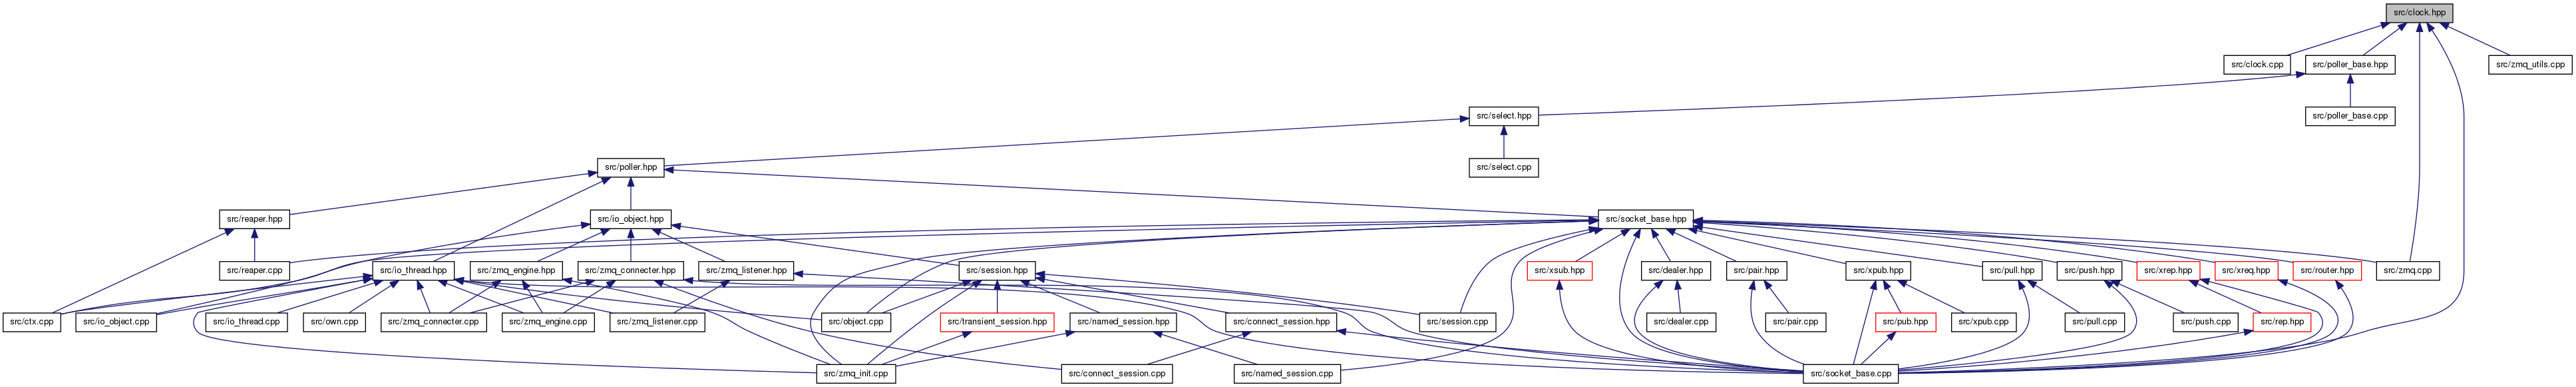 src/clock.hpp
src/clock.cpp
src/poller_base.hpp
src/zmq_utils.cpp
src/select.hpp
src/poller_base.cpp
src/poller.hpp
src/select.cpp
src/reaper.hpp
src/io_object.hpp
src/socket_base.hpp
src/reaper.cpp
src/io_thread.hpp
src/zmq_engine.hpp
src/zmq_connecter.hpp
src/zmq_listener.hpp
src/session.hpp
src/xsub.hpp
src/dealer.hpp
src/pair.hpp
src/xpub.hpp
src/pull.hpp
src/push.hpp
src/xrep.hpp
src/xreq.hpp
src/router.hpp
src/zmq.cpp
src/ctx.cpp
src/io_object.cpp
src/io_thread.cpp
src/own.cpp
src/zmq_connecter.cpp
src/zmq_engine.cpp
src/zmq_listener.cpp
src/object.cpp
src/transient_session.hpp
src/named_session.hpp
src/connect_session.hpp
src/session.cpp
src/dealer.cpp
src/pair.cpp
src/pub.hpp
src/xpub.cpp
src/pull.cpp
src/push.cpp
src/rep.hpp
src/zmq_init.cpp
src/connect_session.cpp
src/named_session.cpp
src/socket_base.cpp